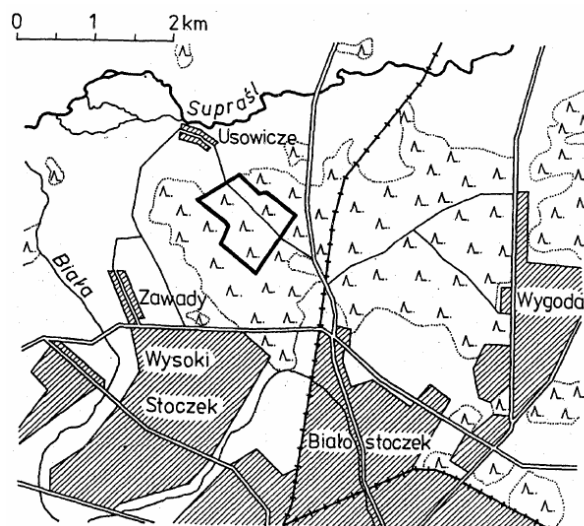 0 1 2 km
Supraśl
Usowicze
Biała
Zawady
Wygoda
Wysoki
Stoczek
Białostoczek